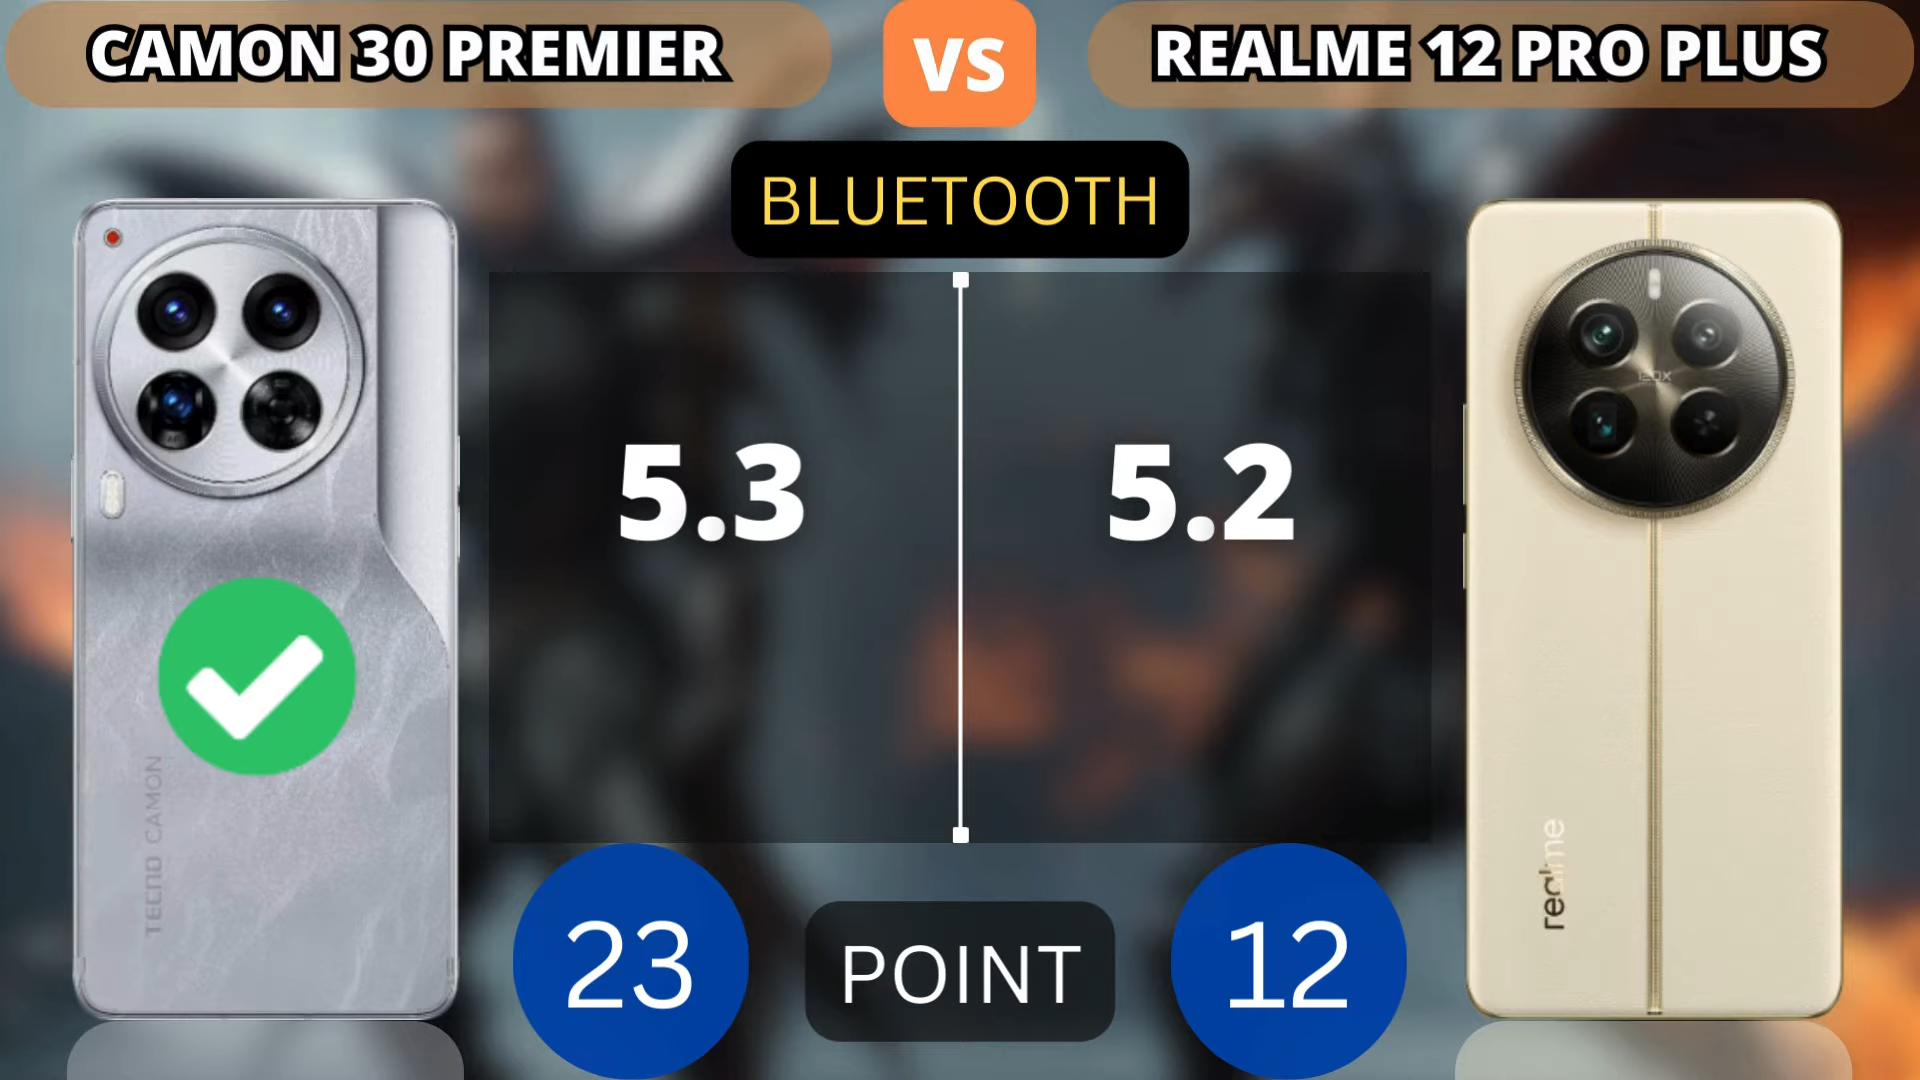 CAMON 30 PREMIER
VS
REALME 12 PRO PLUS
BLUETOOTH
5.3
5.2
TECNO CAMON
realme
23
POINT
12